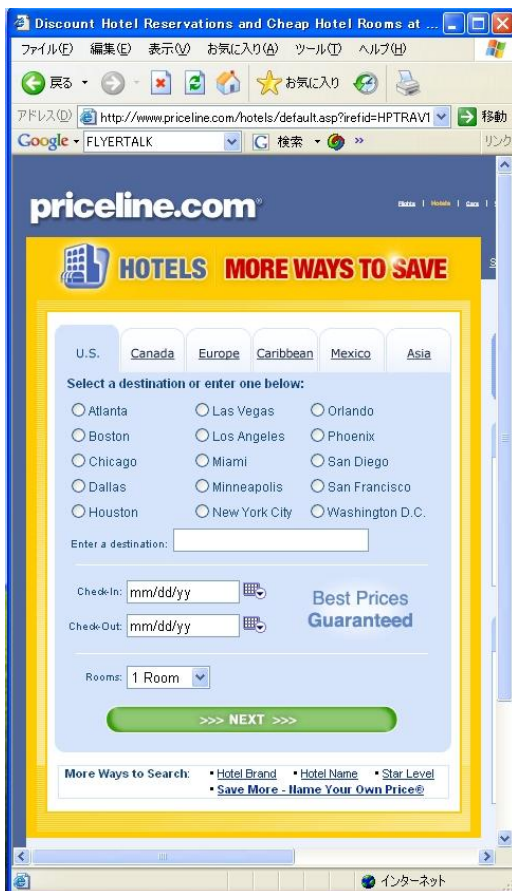 Discount Hotel Reservations and Cheap Hotel Rooms at ...
ファイル(F) 編集(E) 表示(V) お気に入り(A) ツール(T) ヘルプ(H)
戻る お気に入り
アドレス(D) http://www.priceline.com/hotels/default.asp?irefid=HPTRAV1 移動
Google FLYERTALK G 検索 » リンク
priceline.com®
Hotels | Cars |
HOTELS MORE WAYS TO SAVE
U.S. Canada Europe Caribbean Mexico Asia
Select a destination or enter one below:
Atlanta Las Vegas Orlando
Boston Los Angeles Phoenix
Chicago Miami San Diego
Dallas Minneapolis San Francisco
Houston New York City Washington D.C.
Enter a destination:
Check-In: mm/dd/yy
Best Prices
Check-Out: mm/dd/yy
Guaranteed
Rooms: 1 Room
>>> NEXT >>>
More Ways to Search: ▪ Hotel Brand ▪ Hotel Name ▪ Star Level
▪ Save More - Name Your Own Price®
インターネット